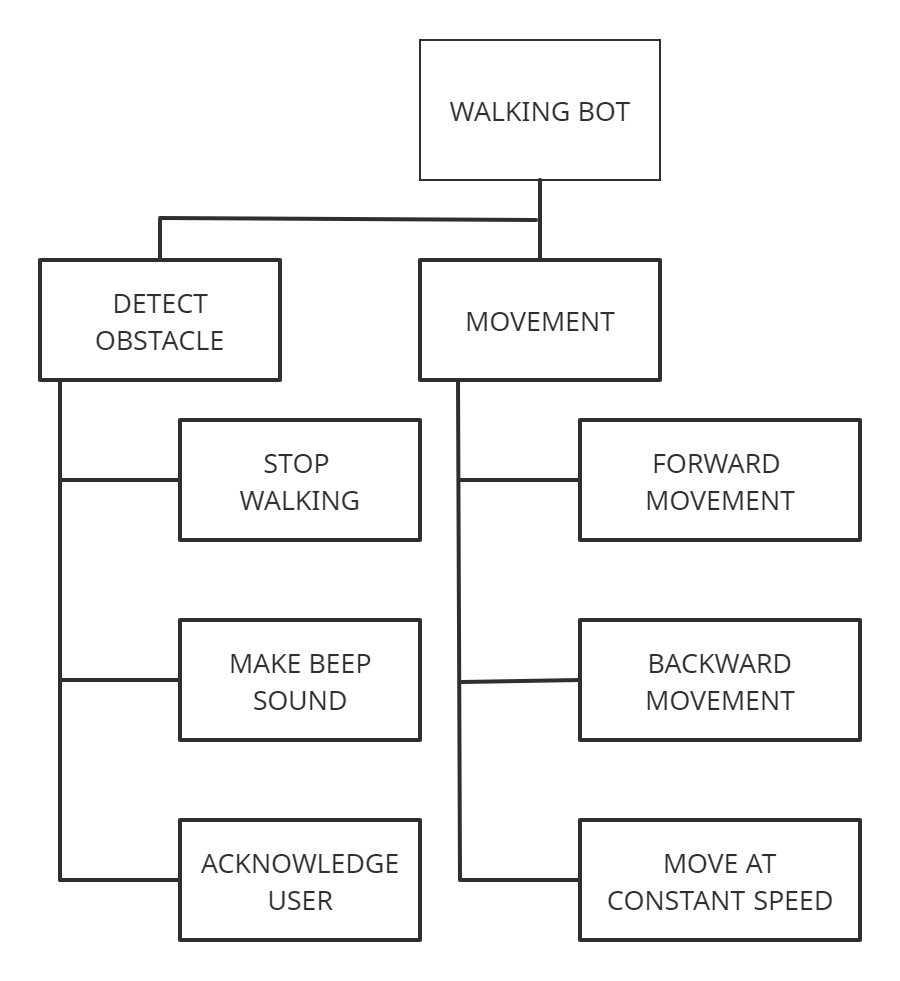 WALKING BOT
DETECT
OBSTACLE
MOVEMENT
STOP
WALKING
FORWARD
MOVEMENT
MAKE BEEP
SOUND
BACKWARD
MOVEMENT
ACKNOWLEDGE
USER
MOVE AT
CONSTANT SPEED